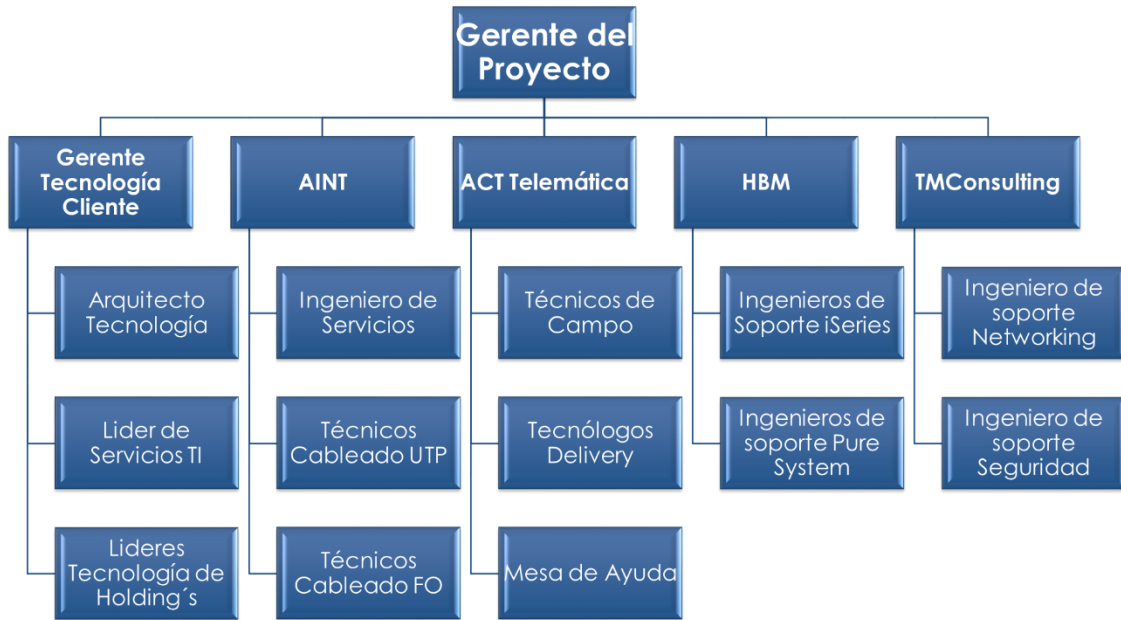 Gerente del
Proyecto
Gerente
Tecnología
Cliente
AINT
ACT Telemática
HBM
TMConsulting
Arquitecto
Tecnología
Ingeniero de
Servicios
Técnicos de
Campo
Ingenieros de
Soporte iSeries
Ingeniero de
soporte
Networking
Lider de
Servicios TI
Técnicos
Cableado UTP
Tecnólogos
Delivery
Ingenieros de
soporte Pure
System
Ingeniero de
soporte
Seguridad
Lideres
Tecnología de
Holding´s
Técnicos
Cableado FO
Mesa de Ayuda